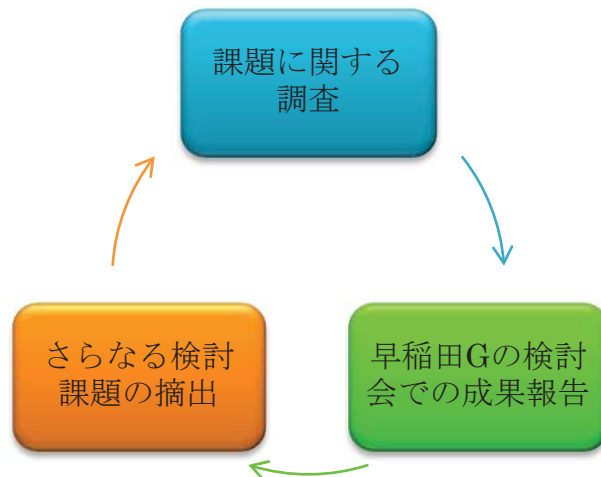 課題に関する
調査
早稲田Gの検討
会での成果報告
さらなる検討
課題の摘出